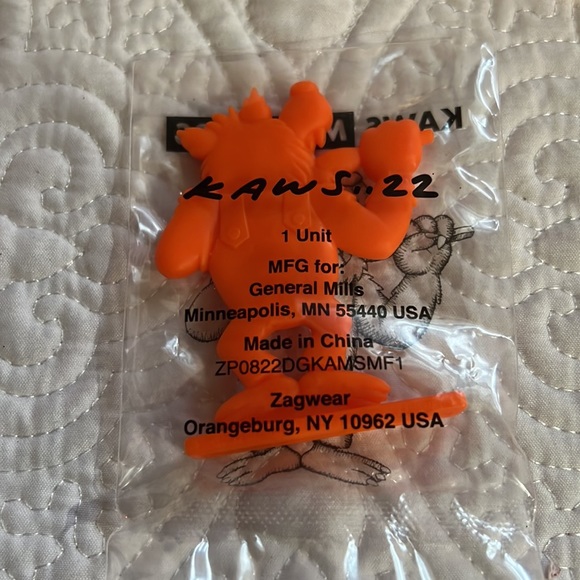 KAWS..22
1 Unit
MFG for:
General Mills
Minneapolis, MN 55440 USA
Made in China
ZP0822DGKAMSMF1
Zagwear
Orangeburg, NY 10962 USA